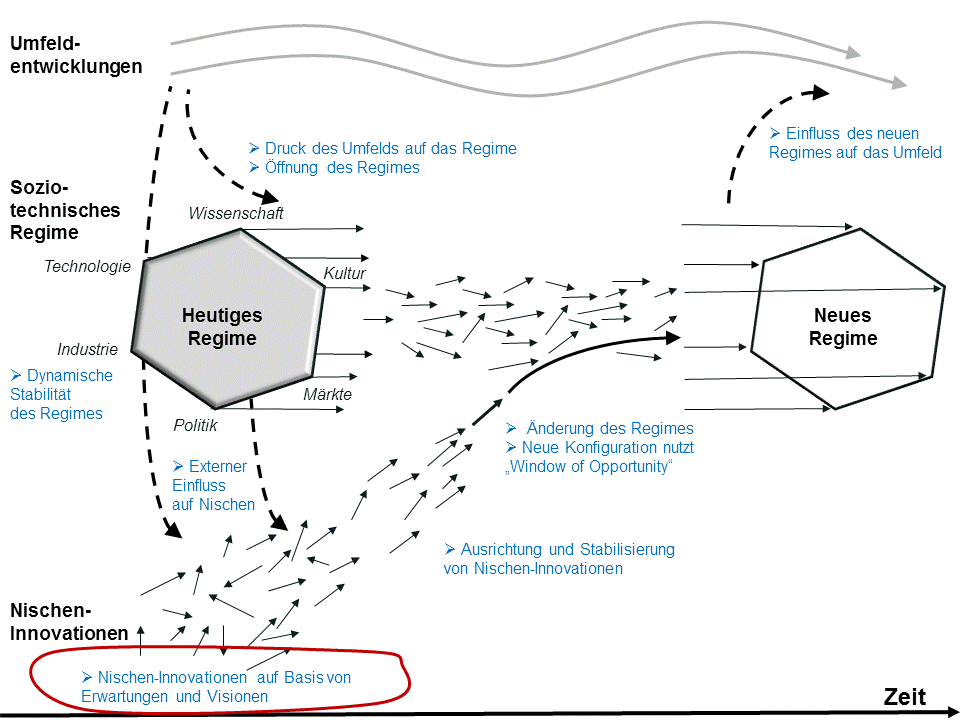 Umfeld-
entwicklungen
➢ Druck des Umfelds auf das Regime
➢ Öffnung des Regimes
➢ Einfluss des neuen
Regimes auf das Umfeld
Sozio-
technisches
Regime
Wissenschaft
Technologie
Kultur
Heutiges
Regime
Neues
Regime
Industrie
➢ Dynamische
Stabilität
des Regimes
Märkte
Politik
➢ Änderung des Regimes
➢ Neue Konfiguration nutzt
„Window of Opportunity“
➢ Externer
Einfluss
auf Nischen
➢ Ausrichtung und Stabilisierung
von Nischen-Innovationen
Nischen-
Innovationen
➢ Nischen-Innovationen auf Basis von
Erwartungen und Visionen
Zeit